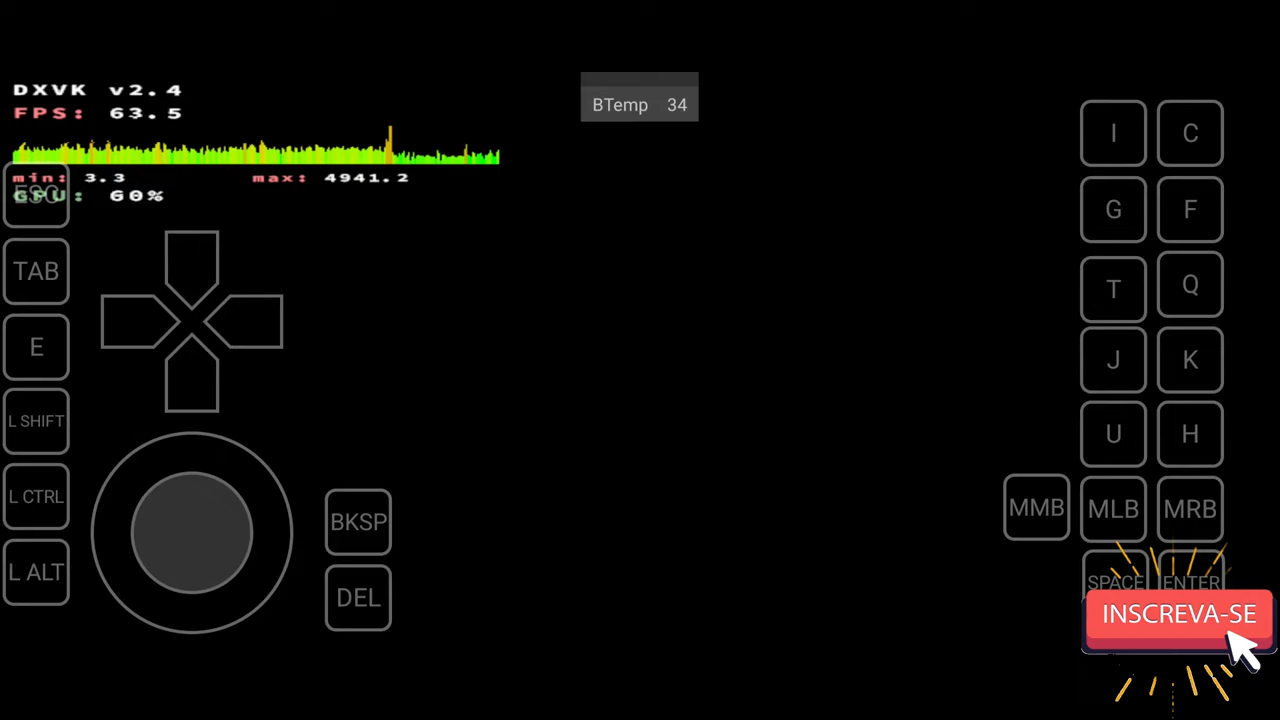 DXVK v2.4
FPS: 63.5
min: 3.3 max: 4941.2
GPU: 60%
BTemp 34
ESC
TAB
E
L SHIFT
L CTRL
L ALT
BKSP
DEL
I C
G F
T Q
J K
U H
MMB MLB MRB
SPACE ENTER
INSCREVA-SE